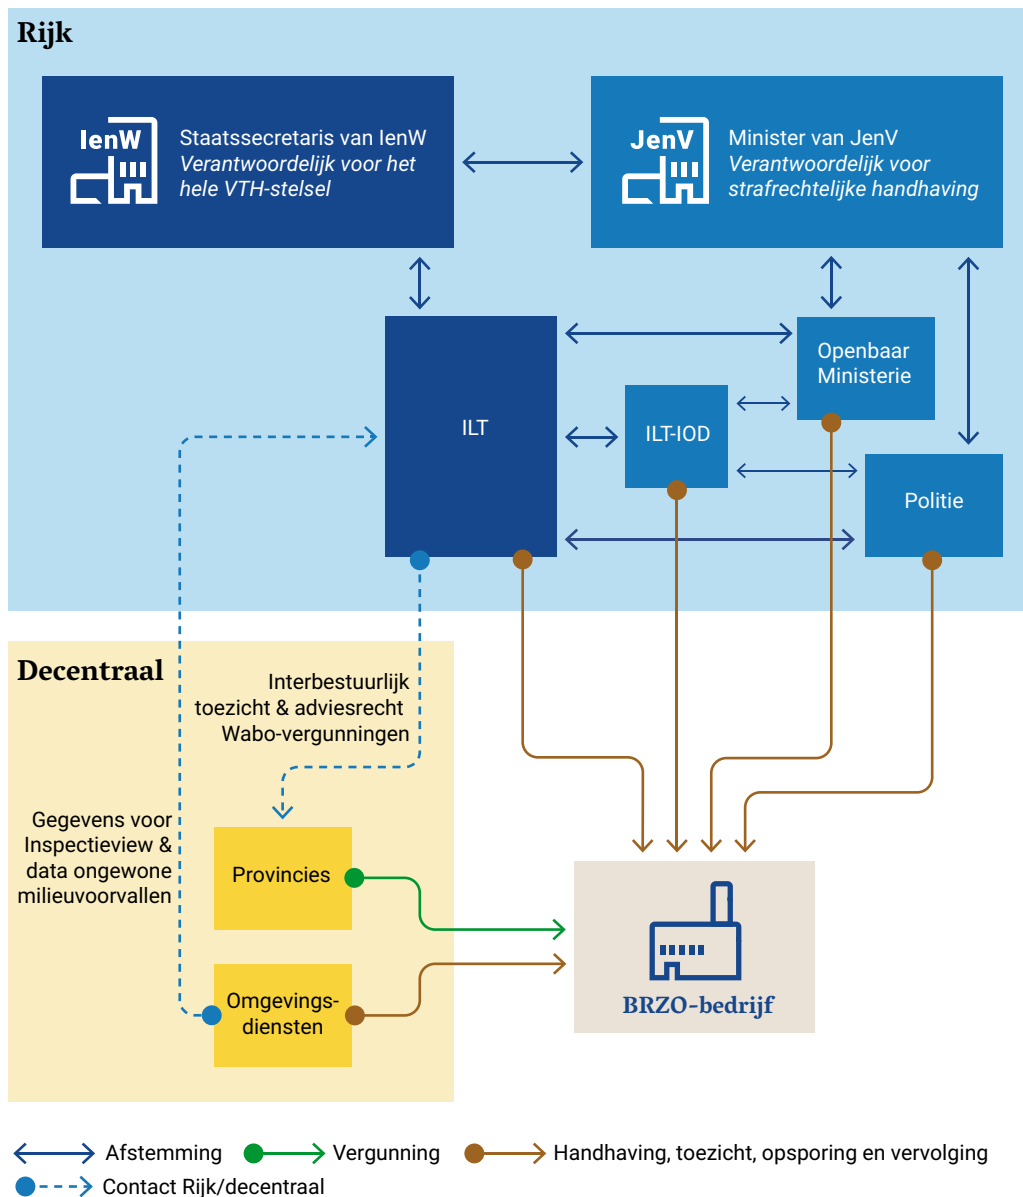 Rijk
IenW
Staatssecretaris van IenW
Verantwoordelijk voor het
hele VTH-stelsel
JenV
Minister van JenV
Verantwoordelijk voor
strafrechtelijke handhaving
Openbaar
Ministerie
ILT
ILT-IOD
Politie
Decentraal
Interbestuurlijk
toezicht & adviesrecht
Wabo-vergunningen
Gegevens voor
Inspectieview &
data ongewone
milieuvoorvallen
Provincies
Omgevings-
diensten
BRZO-bedrijf
Afstemming
Vergunning
Handhaving, toezicht, opsporing en vervolging
Contact Rijk/decentraal